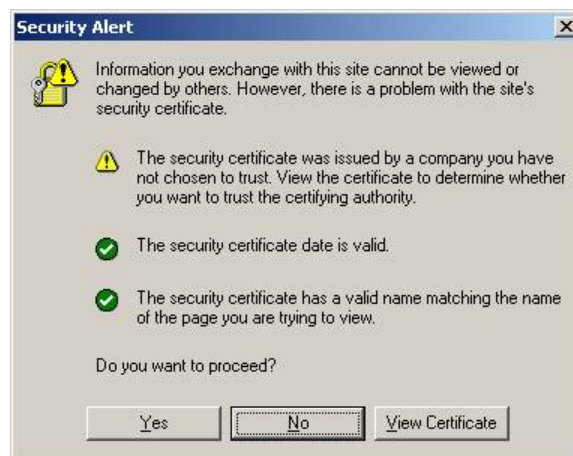 Security Alert
Information you exchange with this site cannot be viewed or
changed by others. However, there is a problem with the site's
security certificate.
The security certificate was issued by a company you have
not chosen to trust. View the certificate to determine whether
you want to trust the certifying authority.
The security certificate date is valid.
The security certificate has a valid name matching the name
of the page you are trying to view.
Do you want to proceed?
Yes No View Certificate